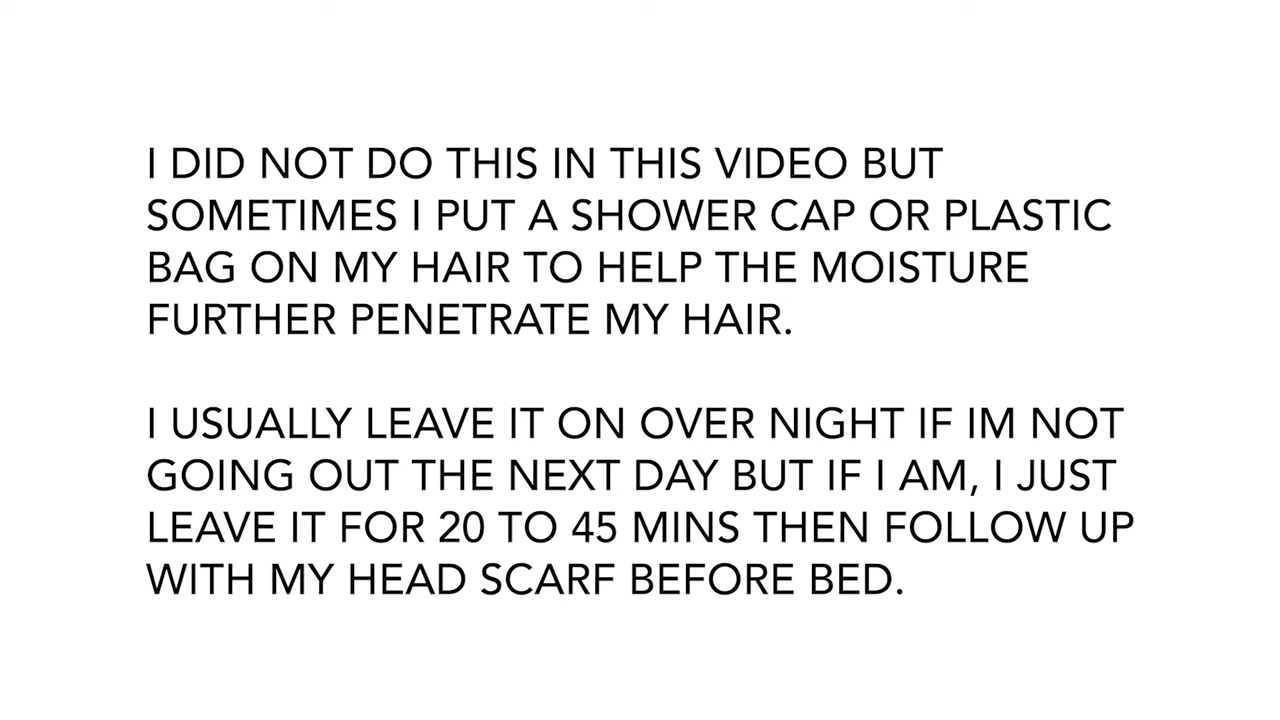 I DID NOT DO THIS IN THIS VIDEO BUT
SOMETIMES I PUT A SHOWER CAP OR PLASTIC
BAG ON MY HAIR TO HELP THE MOISTURE
FURTHER PENETRATE MY HAIR.
I USUALLY LEAVE IT ON OVER NIGHT IF IM NOT
GOING OUT THE NEXT DAY BUT IF I AM, I JUST
LEAVE IT FOR 20 TO 45 MINS THEN FOLLOW UP
WITH MY HEAD SCARF BEFORE BED.